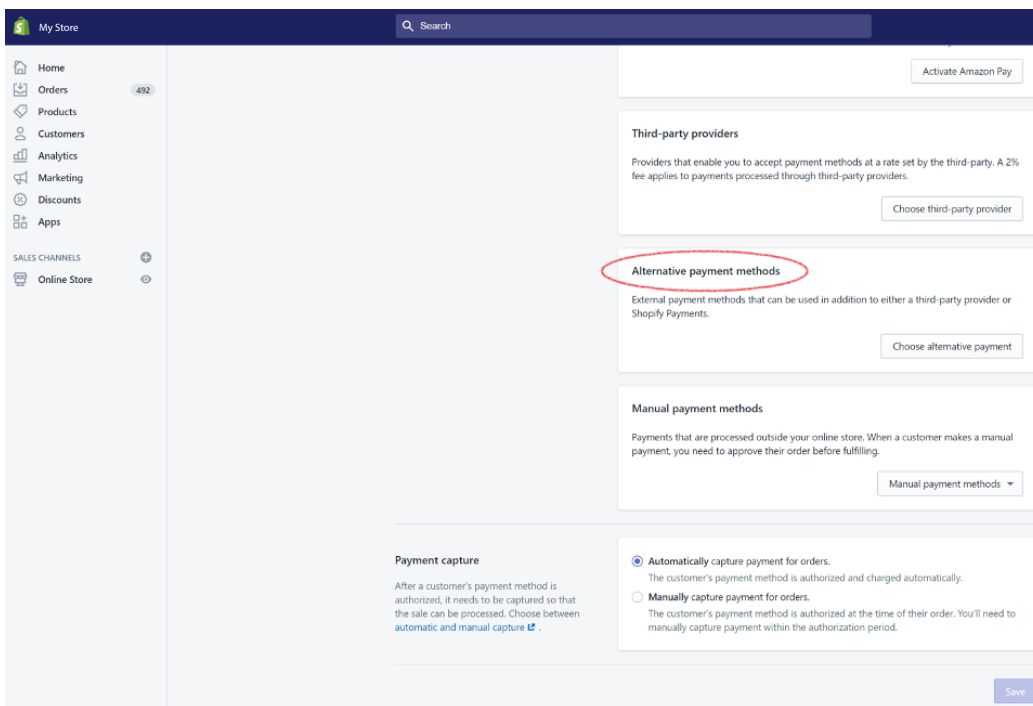 My Store
Search
Home
Orders 492
Products
Customers
Analytics
Marketing
Discounts
Apps
SALES CHANNELS
Online Store
Activate Amazon Pay
Third-party providers
Providers that enable you to accept payment methods at a rate set by the third-party. A 2%
fee applies to payments processed through third-party providers.
Choose third-party provider
Alternative payment methods
External payment methods that can be used in addition to either a third-party provider or
Shopify Payments.
Choose alternative payment
Manual payment methods
Payments that are processed outside your online store. When a customer makes a manual
payment, you need to approve their order before fulfilling.
Manual payment methods
Payment capture
After a customer's payment method is
authorized, it needs to be captured so that
the sale can be processed. Choose between
automatic and manual capture .
Automatically capture payment for orders.
The customer's payment method is authorized and charged automatically.
Manually capture payment for orders.
The customer's payment method is authorized at the time of their order. You'll need to
manually capture payment within the authorization period.
Save